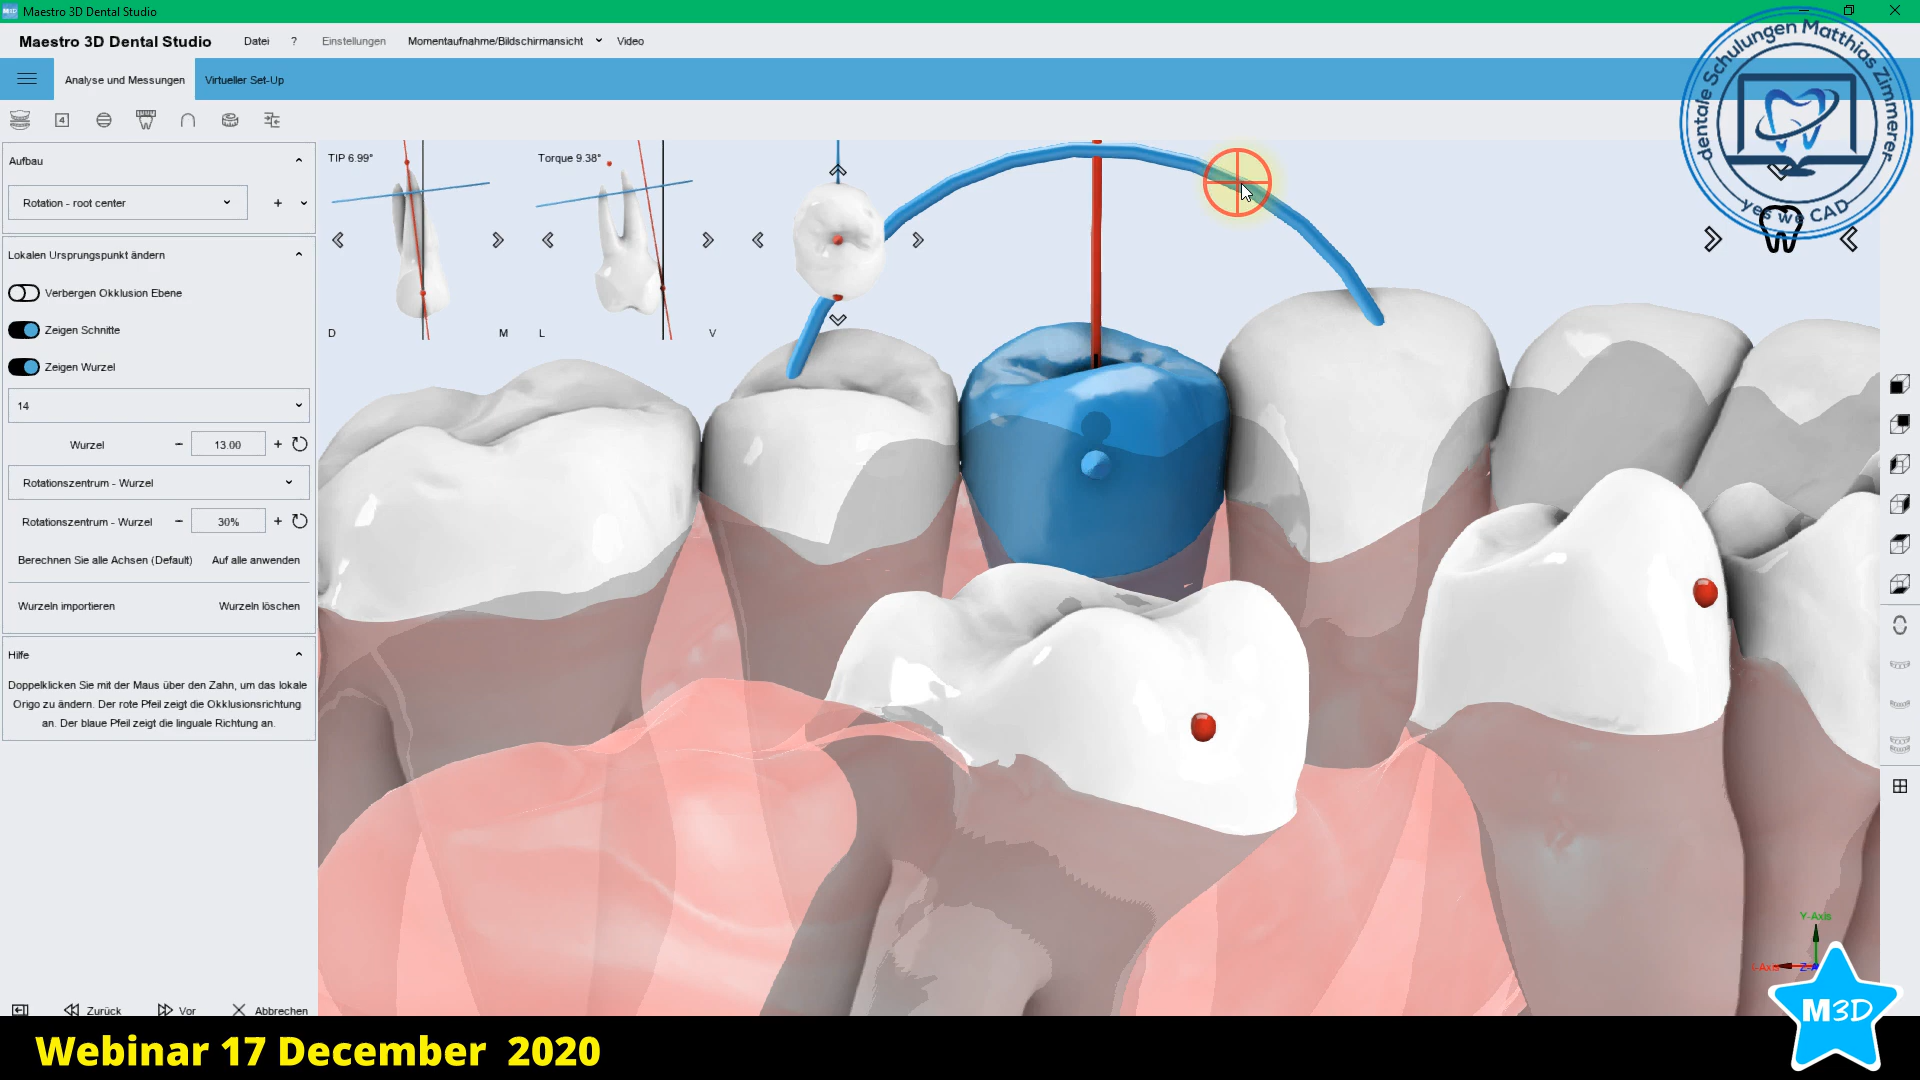 Maestro 3D Dental Studio
Maestro 3D Dental Studio
Datei
?
Einstellungen
Momentaufnahme/Bildschirmansicht
Video
dentale Schulungen Matthias Zimmerer
yes we CAD
Analyse und Messungen
Virtueller Set-Up
4
Aufbau
Rotation - root center
+
Lokalen Ursprungspunkt ändern
Verbergen Okklusion Ebene
Zeigen Schnitte
Zeigen Wurzel
14
Wurzel
-
13.00
+
Rotationszentrum - Wurzel
Rotationszentrum - Wurzel
-
30%
+
Berechnen Sie alle Achsen (Default)
Auf alle anwenden
Wurzeln importieren
Wurzeln löschen
Hilfe
Doppelklicken Sie mit der Maus über den Zahn, um das lokale
Origo zu ändern. Der rote Pfeil zeigt die Okklusionsrichtung
an. Der blaue Pfeil zeigt die linguale Richtung an.
Zurück
Vor
Abbrechen
TIP 6.99°
D
M
Torque 9.38°
L
V
Y-Axis
M3D
Webinar 17 December 2020